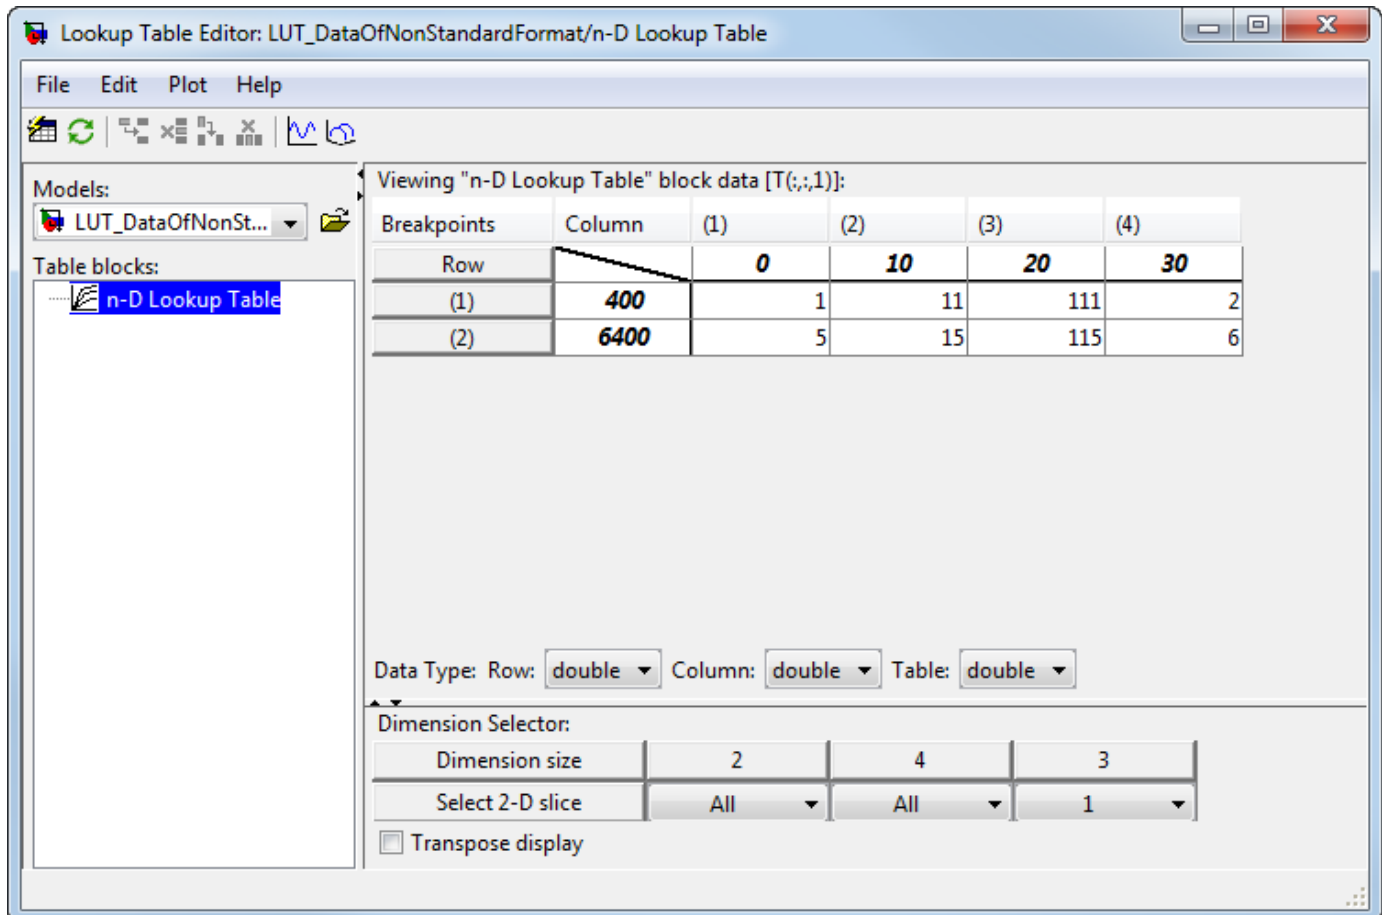 Lookup Table Editor: LUT_DataOfNonStandardFormat/n-D Lookup Table
File Edit Plot Help
Models:
LUT_DataOfNonSt...
Table blocks:
n-D Lookup Table
Viewing "n-D Lookup Table" block data [T(:,:,1)]:
Breakpoints Column (1) (2) (3) (4)
Row 0 10 20 30
(1) 400 1 11 111 2
(2) 6400 5 15 115 6
Data Type: Row: double Column: double Table: double
Dimension Selector:
Dimension size 2 4 3
Select 2-D slice All All 1
Transpose display